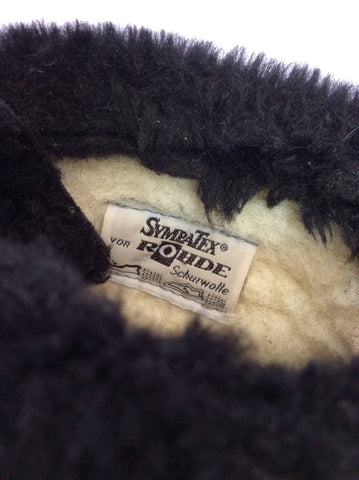 SYMPATEX®
von ROHDE
Schurwolle